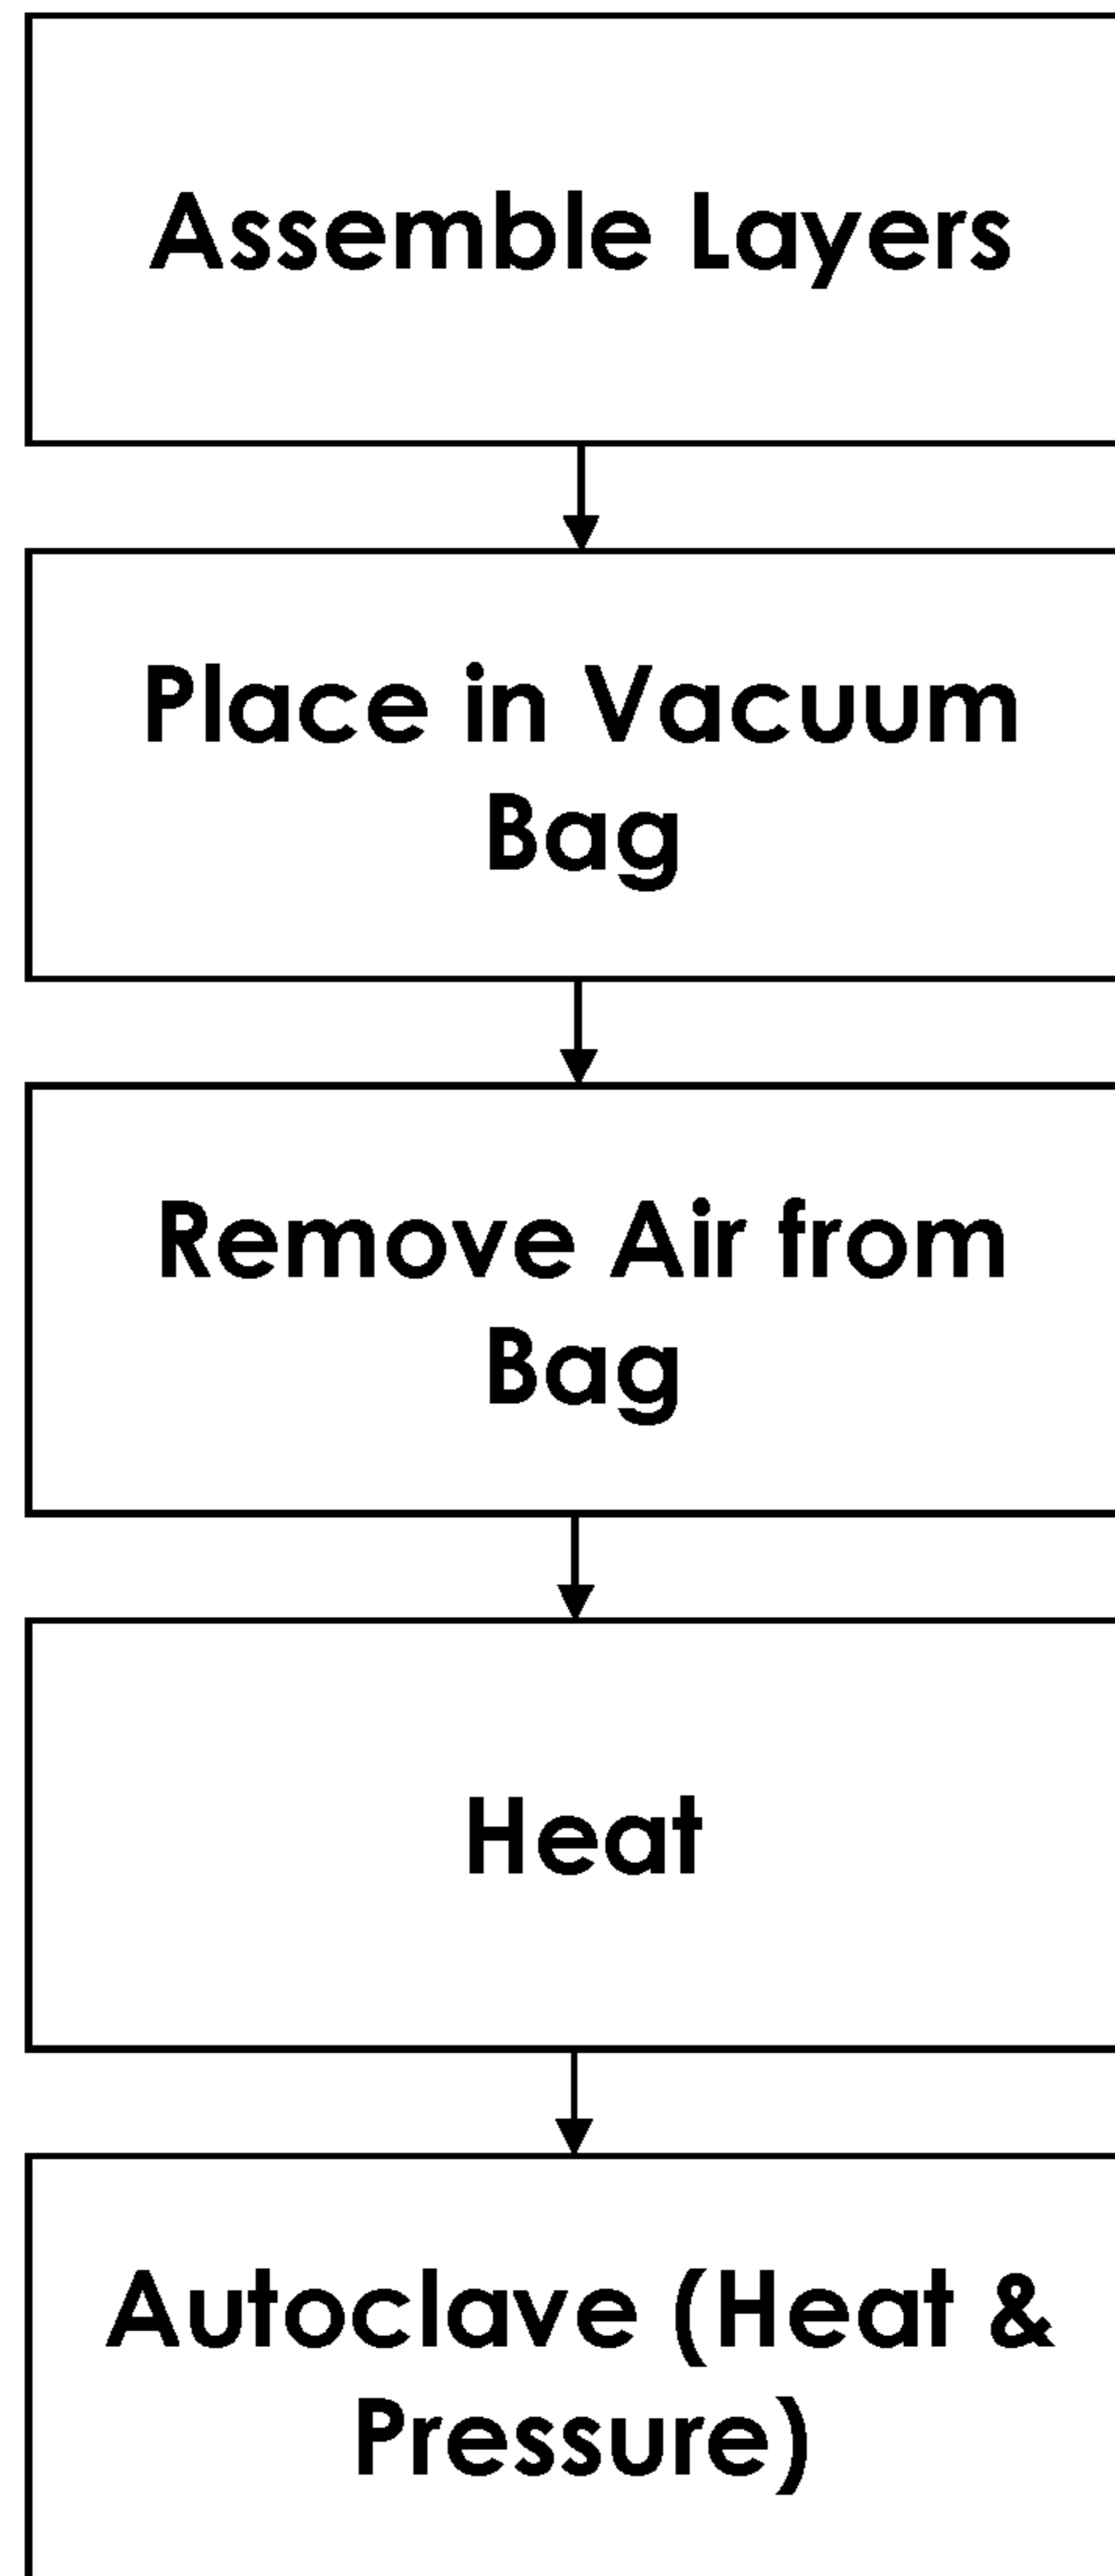 Assemble Layers
Place in Vacuum
Bag
Remove Air from
Bag
Heat
Autoclave (Heat &
Pressure)